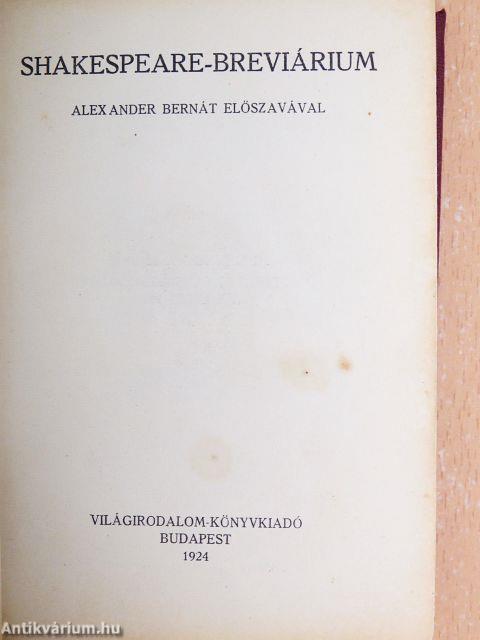 SHAKESPEARE-BREVIÁRIUM
ALEXANDER BERNÁT ELŐSZAVÁVAL
VILÁGIRODALOM-KÖNYVKIADÓ
BUDAPEST
1924
Antikvárium.hu